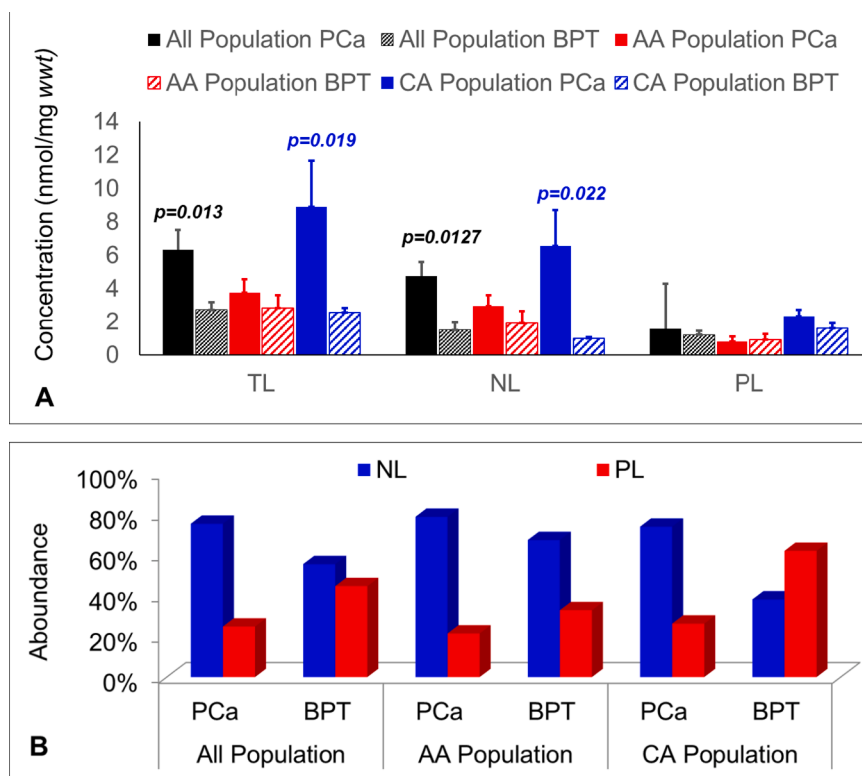 All Population PCa All Population BPT AA Population PCa
AA Population BPT CA Population PCa CA Population BPT
Concentration (nmol/mg wwt)
14
12
10
8
6
4
2
0
p=0.013
p=0.019
p=0.0127
p=0.022
TL NL PL
A
NL PL
Aboundance
100%
80%
60%
40%
20%
0%
PCa BPT PCa BPT PCa BPT
All Population AA Population CA Population
B